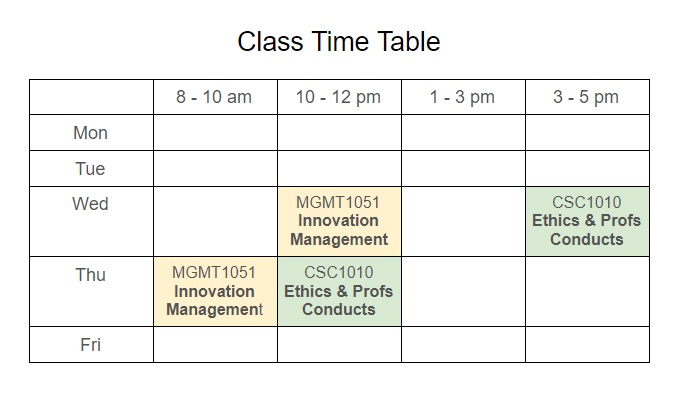 Class Time Table
8 - 10 am 10 - 12 pm 1 - 3 pm 3 - 5 pm
Mon
Tue
Wed
MGMT1051
Innovation
Management
CSC1010
Ethics & Profs
Conducts
Thu
MGMT1051
Innovation
Management
CSC1010
Ethics & Profs
Conducts
Fri